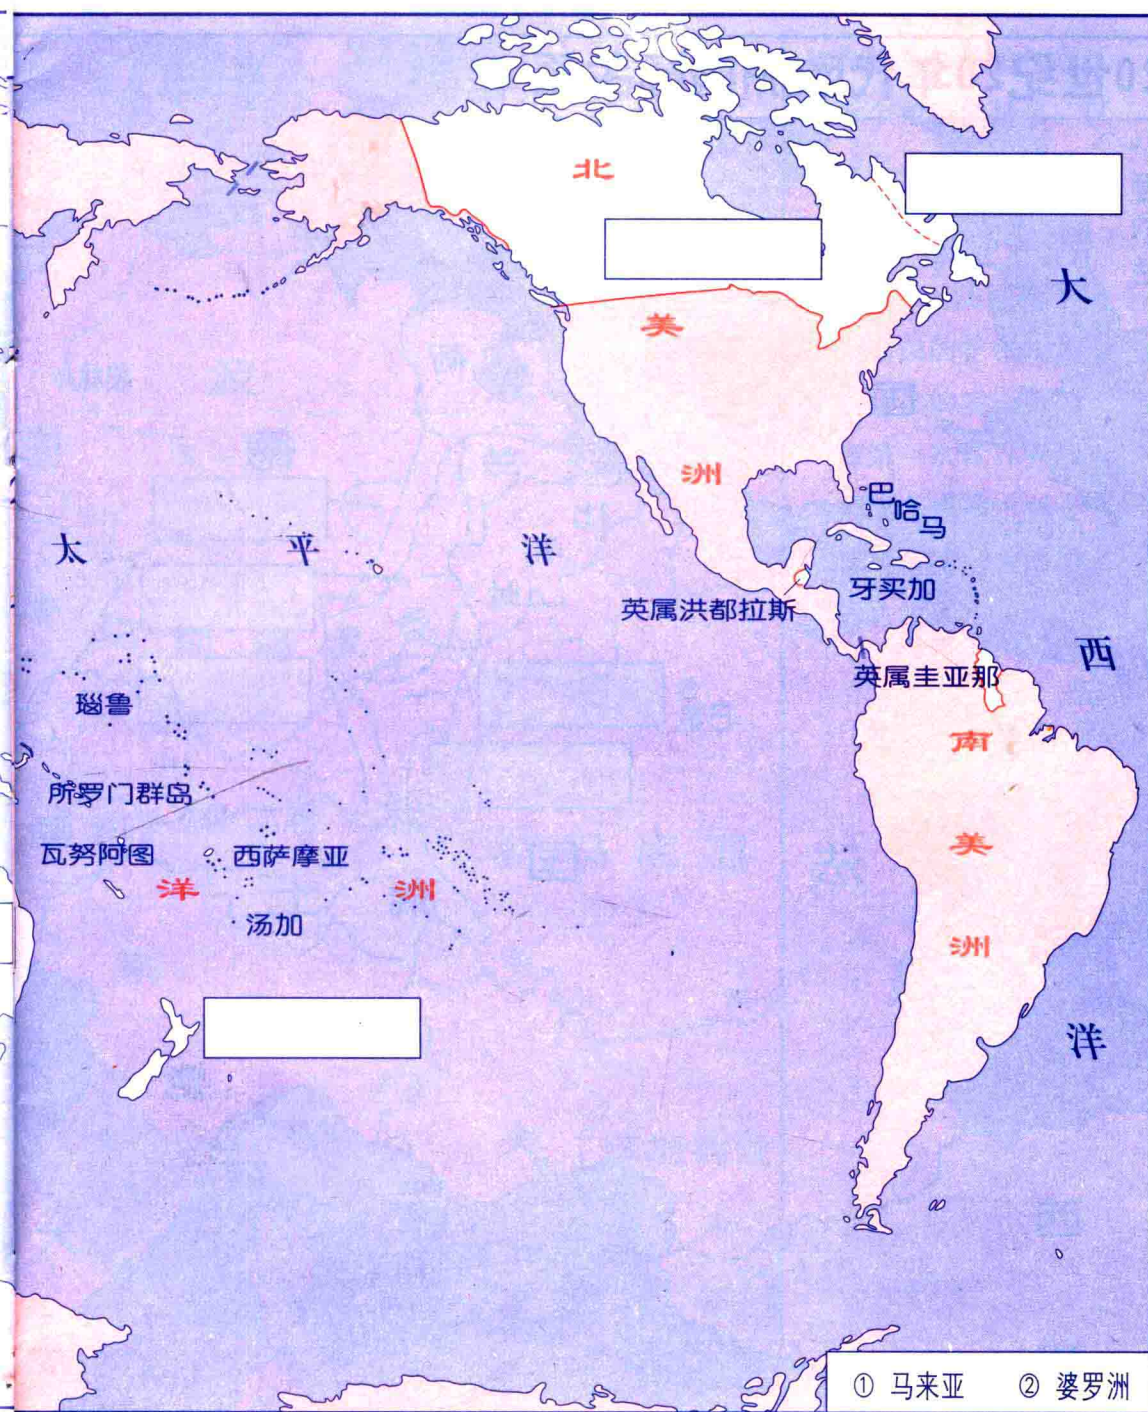 北
美
洲
大
西
洋
太 平 洋
巴哈马
牙买加
英属洪都拉斯
英属圭亚那
南
美
洲
瑙鲁
所罗门群岛
瓦努阿图
西萨摩亚
洋 洲
汤加
① 马来亚 ② 婆罗洲